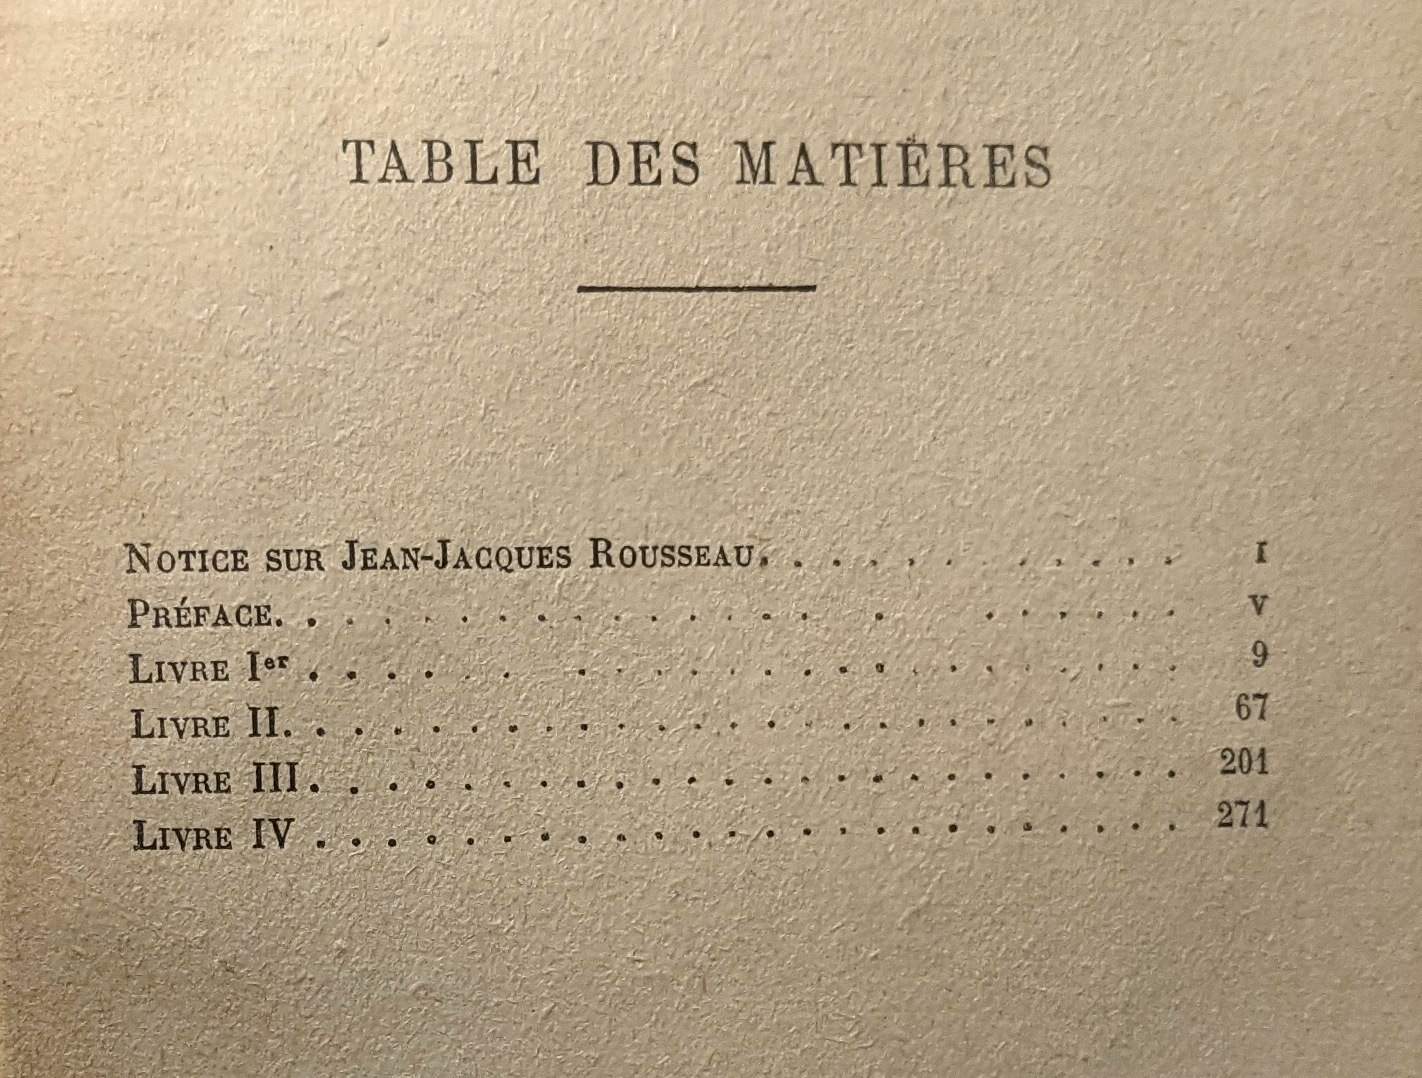 TABLE DES MATIÈRES
Notice sur Jean-Jacques Rousseau. . . . . . . . . . . . I
Préface. . . . . . . . . . . . . . . . . . . . . . . V
Livre Ier . . . . . . . . . . . . . . . . . . . . . . 9
Livre II. . . . . . . . . . . . . . . . . . . . . . . . 67
Livre III. . . . . . . . . . . . . . . . . . . . . . . . 201
Livre IV . . . . . . . . . . . . . . . . . . . . . . . 271